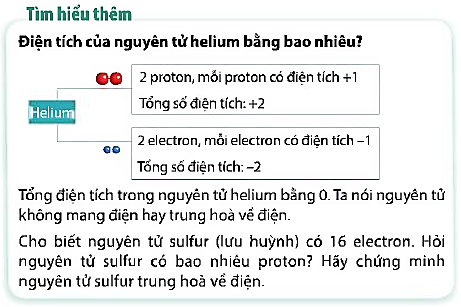 Tìm hiểu thêm
Điện tích của nguyên tử helium bằng bao nhiêu?
2 proton, mỗi proton có điện tích +1
Tổng số điện tích: +2
Helium
2 electron, mỗi electron có điện tích –1
Tổng số điện tích: –2
Tổng điện tích trong nguyên tử helium bằng 0. Ta nói nguyên tử
không mang điện hay trung hoà về điện.
Cho biết nguyên tử sulfur (lưu huỳnh) có 16 electron. Hỏi
nguyên tử sulfur có bao nhiêu proton? Hãy chứng minh
nguyên tử sulfur trung hoà về điện.